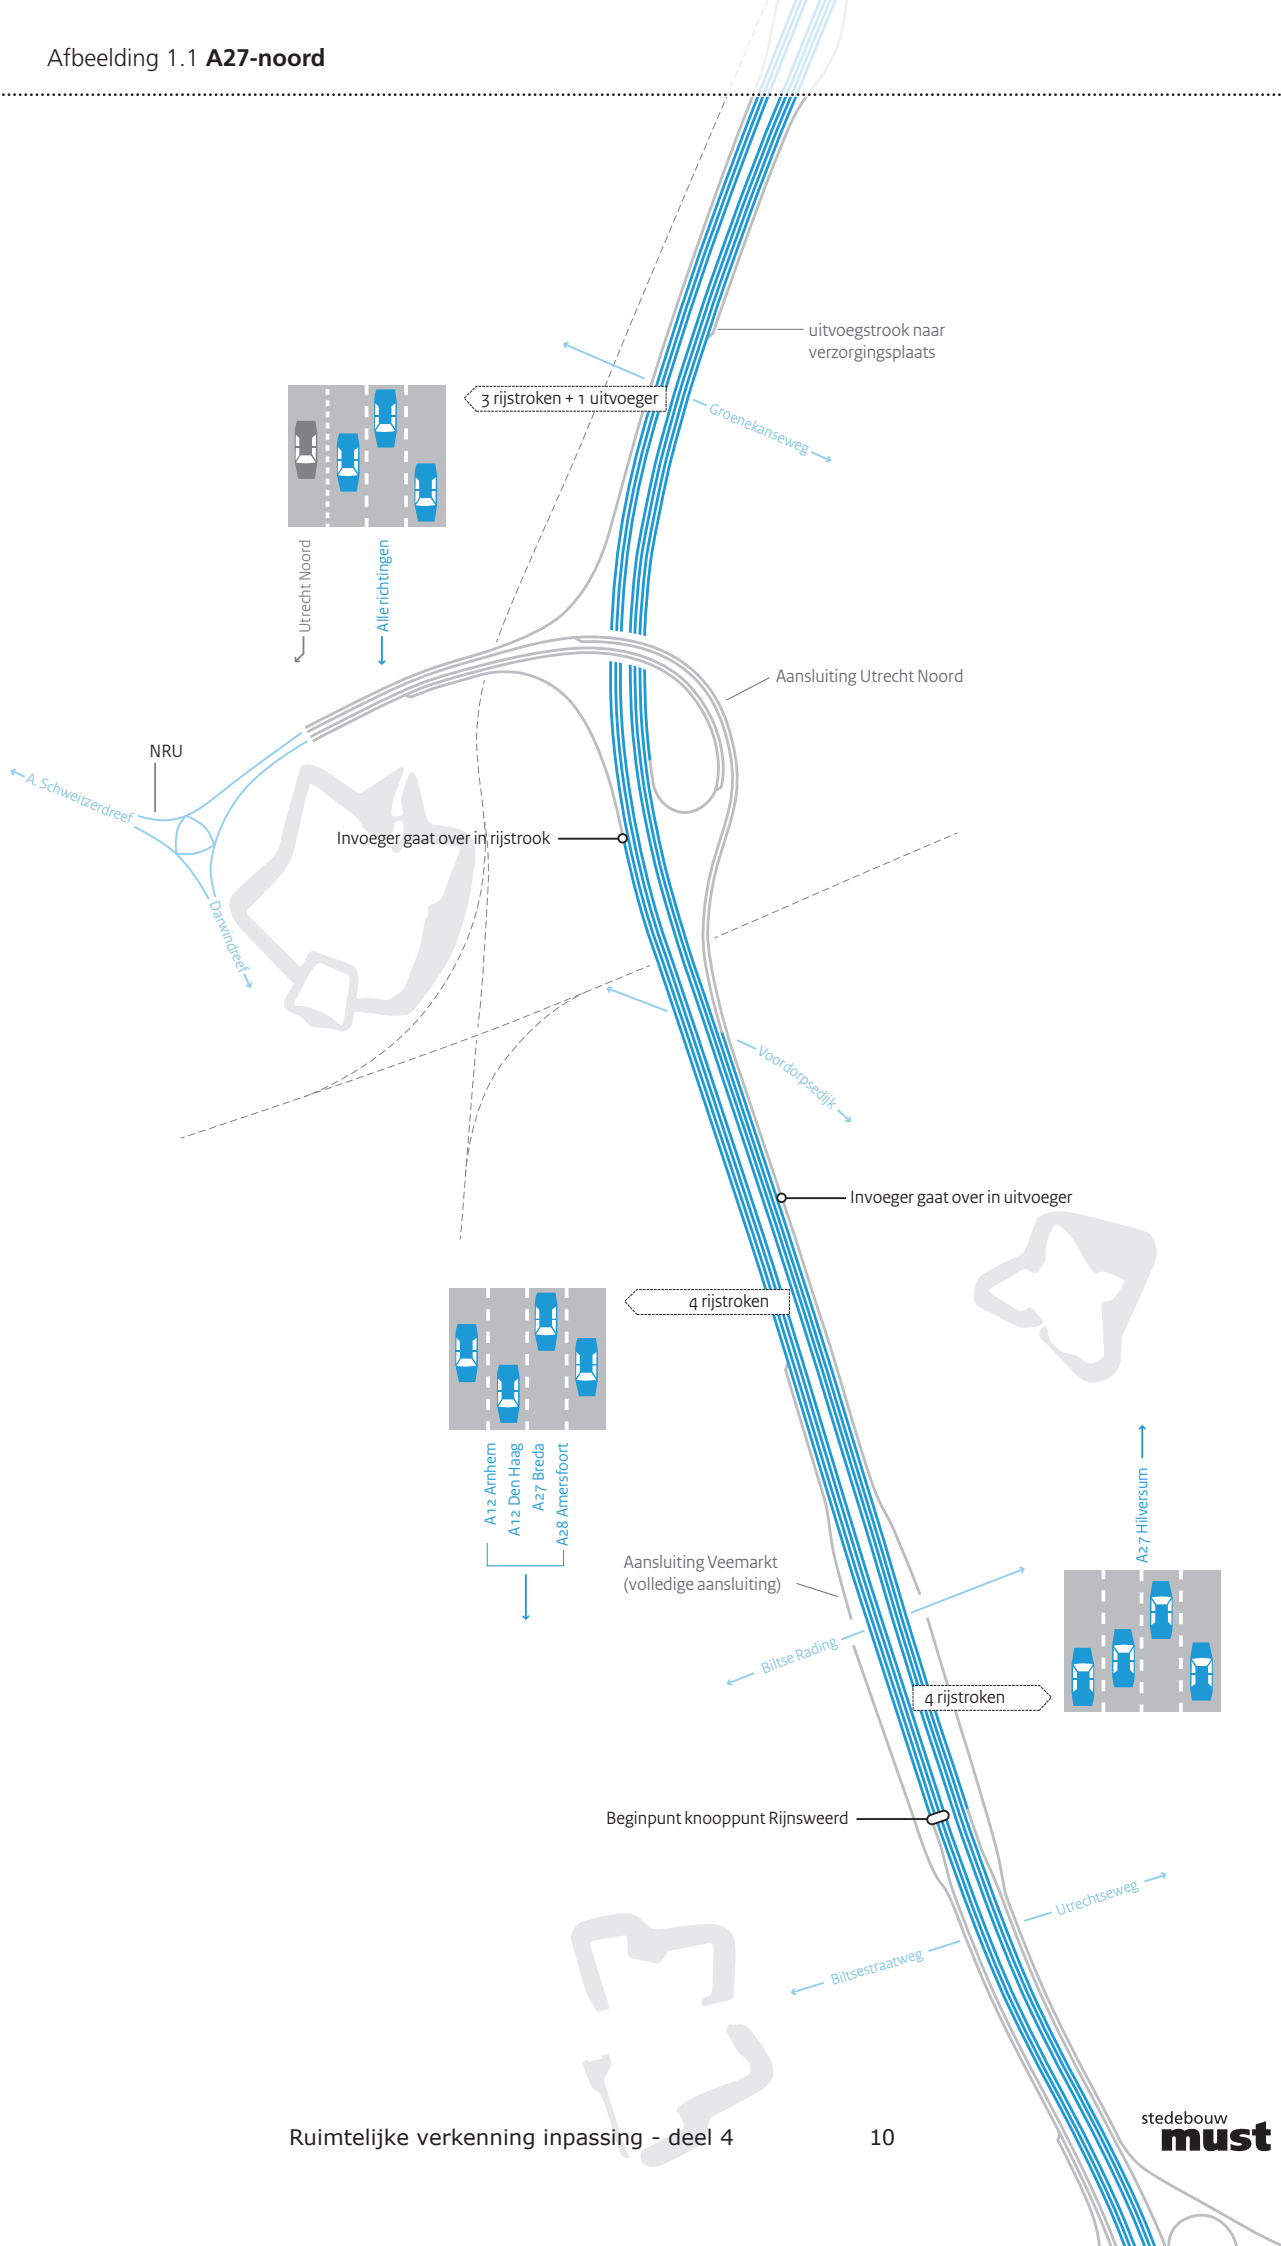 Afbeelding 1.1 A27-noord
uitvoegstrook naar
verzorgingsplaats
3 rijstroken + 1 uitvoeger
Groenekanseweg
Utrecht Noord
Alle richtingen
Aansluiting Utrecht Noord
NRU
A. Schweitzerdreef
Invoeger gaat over in rijstrook
Darwindreef
Voordorpsedijk
Invoeger gaat over in uitvoeger
4 rijstroken
A12 Arnhem
A12 Den Haag
A27 Breda
A28 Amersfoort
A27 Hilversum
Aansluiting Veemarkt
(volledige aansluiting)
Biltse Rading
4 rijstroken
Beginpunt knooppunt Rijnsweerd
Utrechtseweg
Biltsestraatweg
stedebouw
must
Ruimtelijke verkenning inpassing - deel 4 10